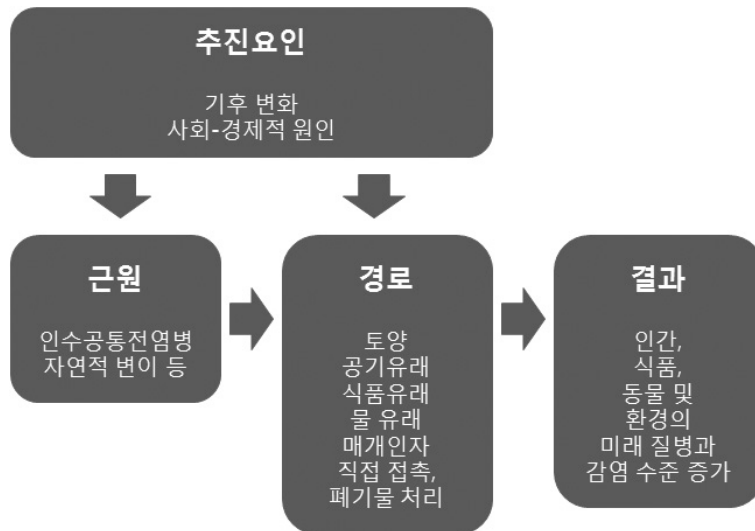 추진요인
기후 변화
사회-경제적 원인
근원
인수공통전염병
자연적 변이 등
경로
토양
공기유래
식품유래
물 유래
매개인자
직접 접촉,
폐기물 처리
결과
인간,
식품,
동물 및
환경의
미래 질병과
감염 수준 증가